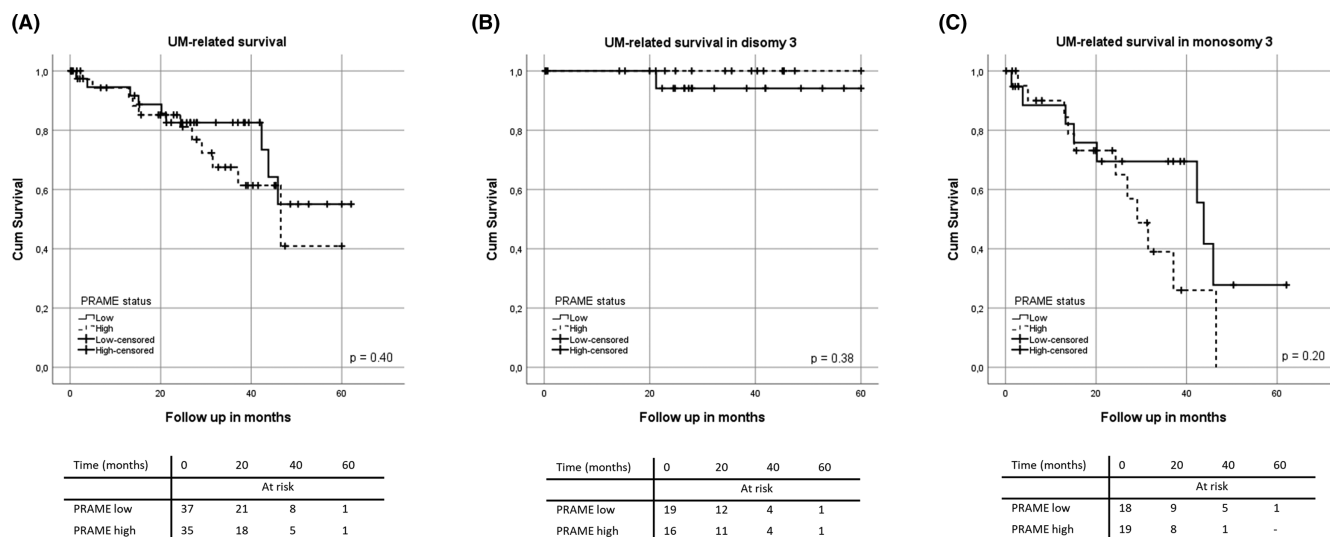 (A)
UM-related survival
Cum Survival
1,0
0,8
0,6
0,4
0,2
0,0
PRAME status
Low
High
Low-censored
High-censored
p = 0.40
0 20 40 60
Follow up in months
Time (months) 0 20 40 60
At risk
PRAME low 37 21 8 1
PRAME high 35 18 5 1
(B)
UM-related survival in disomy 3
Cum Survival
1,0
0,8
0,6
0,4
0,2
0,0
PRAME status
Low
High
Low-censored
High-censored
p = 0.38
0 20 40 60
Follow up in months
Time (months) 0 20 40 60
At risk
PRAME low 19 12 4 1
PRAME high 16 11 4 1
(C)
UM-related survival in monosomy 3
Cum Survival
1,0
0,8
0,6
0,4
0,2
0,0
PRAME status
Low
High
Low-censored
High-censored
p = 0.20
0 20 40 60
Follow up in months
Time (months) 0 20 40 60
At risk
PRAME low 18 9 5 1
PRAME high 19 8 1 -